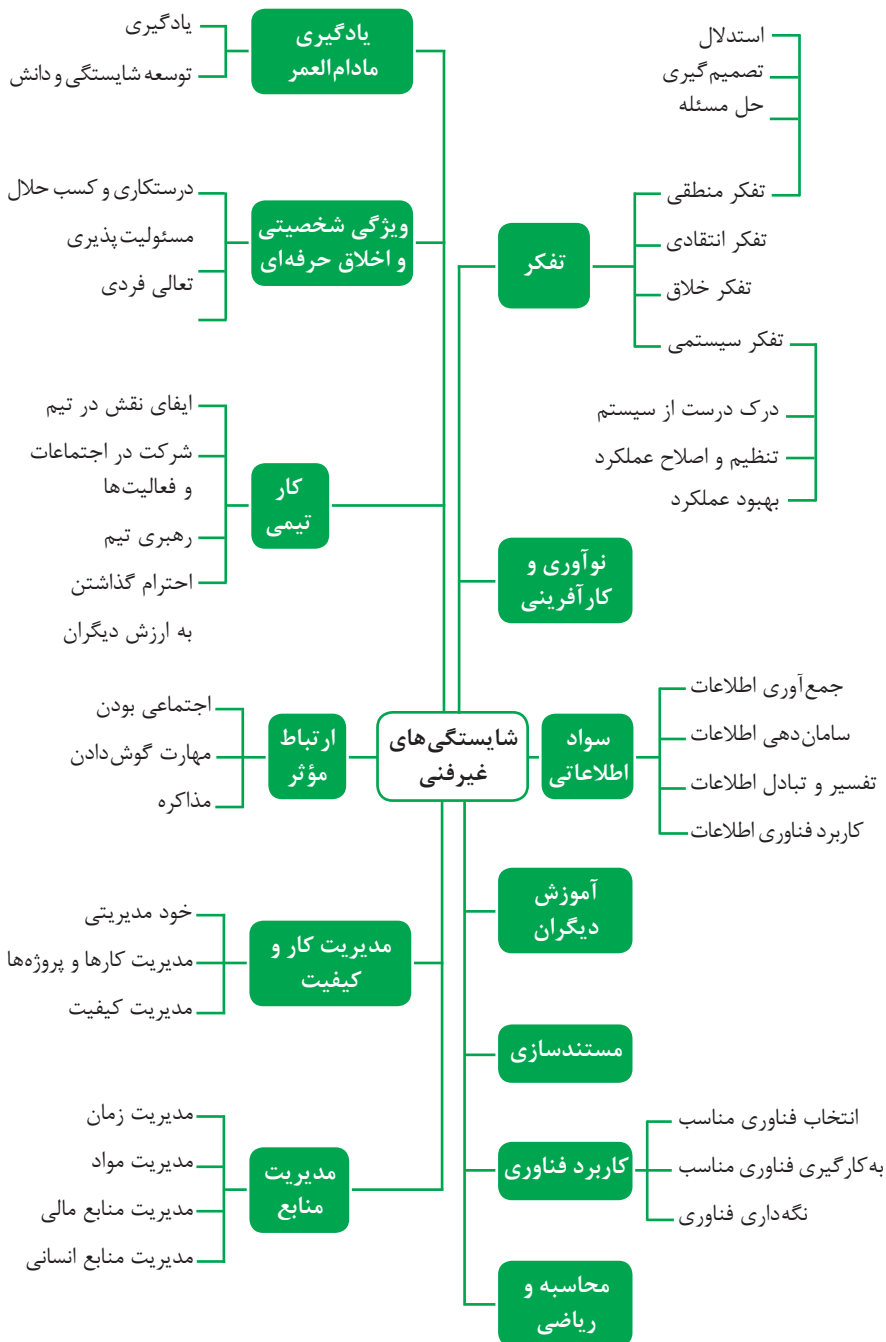 استدلال
تصمیم‌گیری
حل مسئله
تفکر منطقی
تفکر انتقادی
تفکر خلاق
تفکر سیستمی
درک درست از سیستم
تنظیم و اصلاح عملکرد
بهبود عملکرد
تفکر
نوآوری و
کارآفرینی
سواد
اطلاعاتی
جمع‌آوری اطلاعات
سامان‌دهی اطلاعات
تفسیر و تبادل اطلاعات
کاربرد فناوری اطلاعات
آموزش
دیگران
مستندسازی
کاربرد فناوری
انتخاب فناوری مناسب
به‌کارگیری فناوری مناسب
نگه‌داری فناوری
محاسبه و
ریاضی
شایستگی‌های
غیرفنی
یادگیری
مادام‌العمر
یادگیری
توسعه شایستگی و دانش
ویژگی شخصیتی
و اخلاق حرفه‌ای
درستکاری و کسب حلال
مسئولیت‌پذیری
تعالی فردی
کار
تیمی
ایفای نقش در تیم
شرکت در اجتماعات
و فعالیت‌ها
رهبری تیم
احترام گذاشتن
به ارزش دیگران
ارتباط
مؤثر
اجتماعی بودن
مهارت گوش‌دادن
مذاکره
مدیریت کار و
کیفیت
خود مدیریتی
مدیریت کارها و پروژه‌ها
مدیریت کیفیت
مدیریت
منابع
مدیریت زمان
مدیریت مواد
مدیریت منابع مالی
مدیریت منابع انسانی